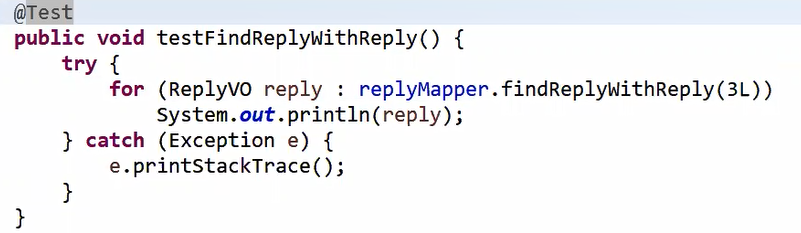 @Test
public void testFindReplyWithReply() {
    try {
        for (ReplyVO reply : replyMapper.findReplyWithReply(3L))
            System.out.println(reply);
    } catch (Exception e) {
        e.printStackTrace();
    }
}